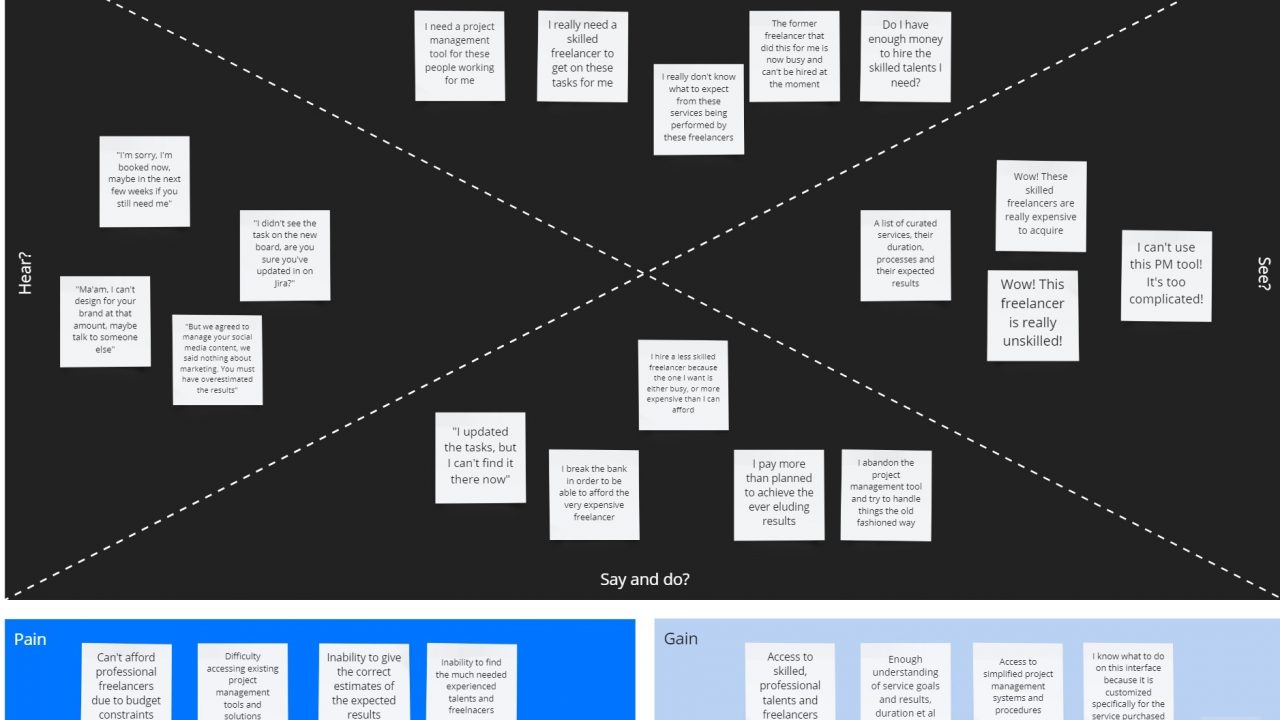 I need a project
management
tool for these
people working
for me
I really need a
skilled
freelancer to
get on these
tasks for me
I really don't know
what to expect
from these
services being
performed by
these freelancers
The former
freelancer that
did this for me is
now busy and
can't be hired at
the moment
Do I have
enough money
to hire the
skilled talents I
need?
Hear?
"I'm sorry, I'm
booked now,
maybe in the next
few weeks if you
still need me"
"I didn't see the
task on the new
board, are you
sure you've
updated in on
Jira?"
"Ma'am, I can't
design for your
brand at that
amount, maybe
talk to someone
else"
"But we agreed to
manage your social
media content, we
said nothing about
marketing. You must
have overestimated
the results"
See?
A list of curated
services, their
duration,
processes and
their expected
results
Wow! These
skilled
freelancers are
really expensive
to acquire
Wow! This
freelancer
is really
unskilled!
I can't use
this PM tool!
It's too
complicated!
I hire a less skilled
freelancer because
the one I want is
either busy, or more
expensive than I can
afford
"I updated
the tasks, but
I can't find it
there now"
I break the bank
in order to be
able to afford the
very expensive
freelancer
I pay more
than planned
to achieve the
ever eluding
results
I abandon the
project
management tool
and try to handle
things the old
fashioned way
Say and do?
Pain
Can't afford
professional
freelancers
due to budget
constraints
Difficulty
accessing existing
project
management
tools and
solutions
Inability to give
the correct
estimates of
the expected
results
Inability to find
the much needed
experienced
talents and
freelnacers
Gain
Access to
skilled,
professional
talents and
freelancers
Enough
understanding
of service goals
and results,
duration et al
Access to
simplified project
management
systems and
procedures
I know what to do
on this interface
because it is
customized
specifically for the
service purchased